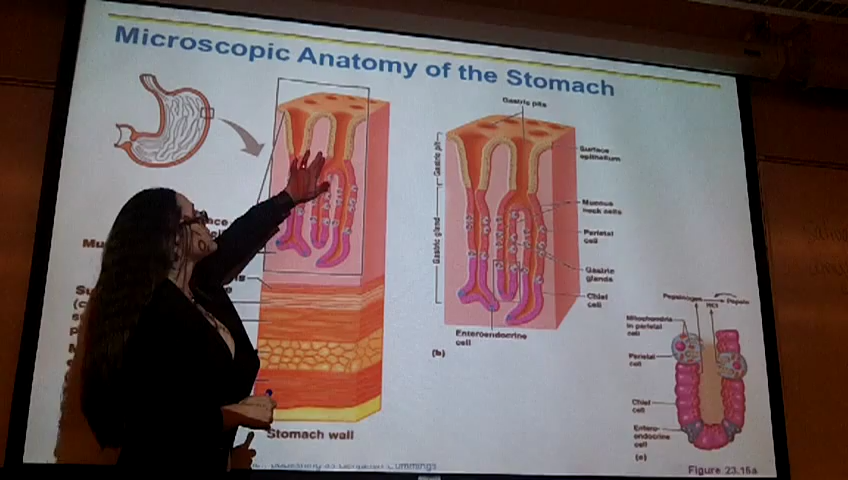 Microscopic Anatomy of the Stomach
Stomach wall
Gastric pits
Gastric pit
Gastric gland
Surface
epithelium
Mucous
neck cells
Parietal
cell
Gastric
glands
Chief
cell
Enteroendocrine
cell
(b)
Pepsinogen
HCl
Pepsin
Mitochondria
in parietal
cell
Parietal
cell
Chief
cell
Entero-
endocrine
cell
(c)
Cummings
Figure 23.15a